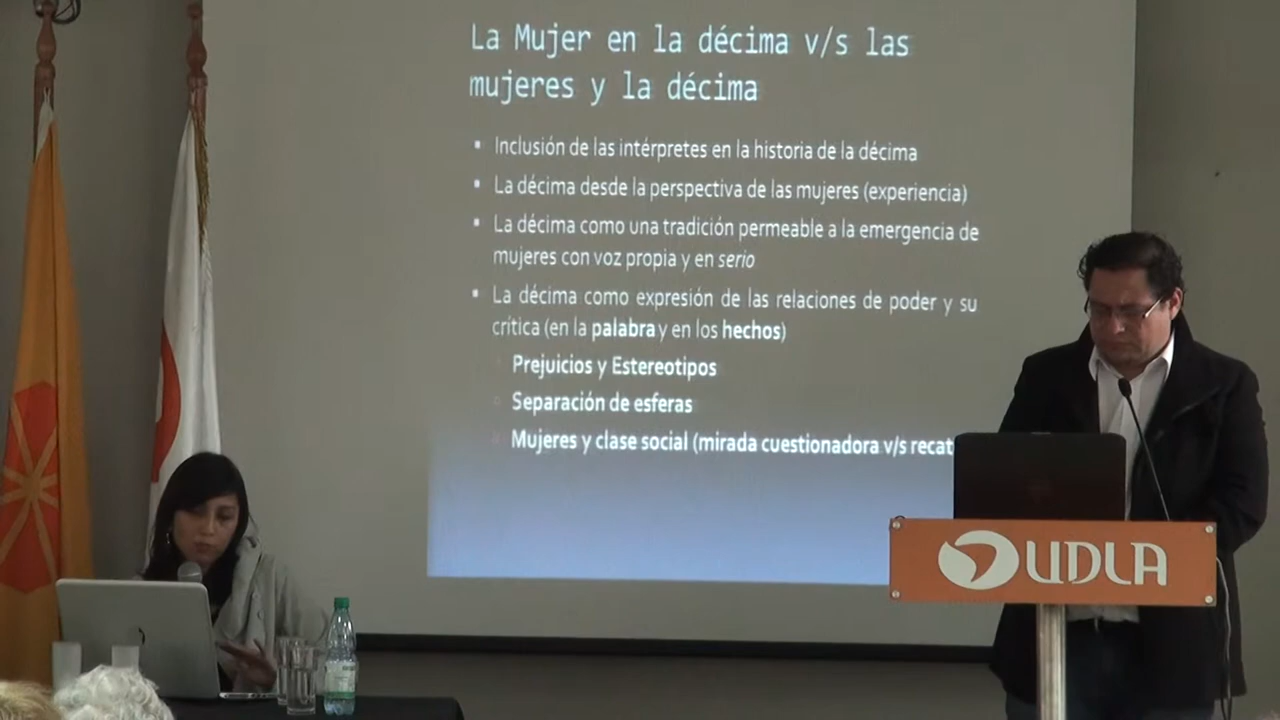 La Mujer en la décima v/s las
mujeres y la décima
Inclusión de las intérpretes en la historia de la décima
La décima desde la perspectiva de las mujeres (experiencia)
La décima como una tradición permeable a la emergencia de
mujeres con voz propia y en serio
La décima como expresión de las relaciones de poder y su
crítica (en la palabra y en los hechos)
Prejuicios y Estereotipos
Separación de esferas
Mujeres y clase social (mirada cuestionadora v/s recat
UDLA